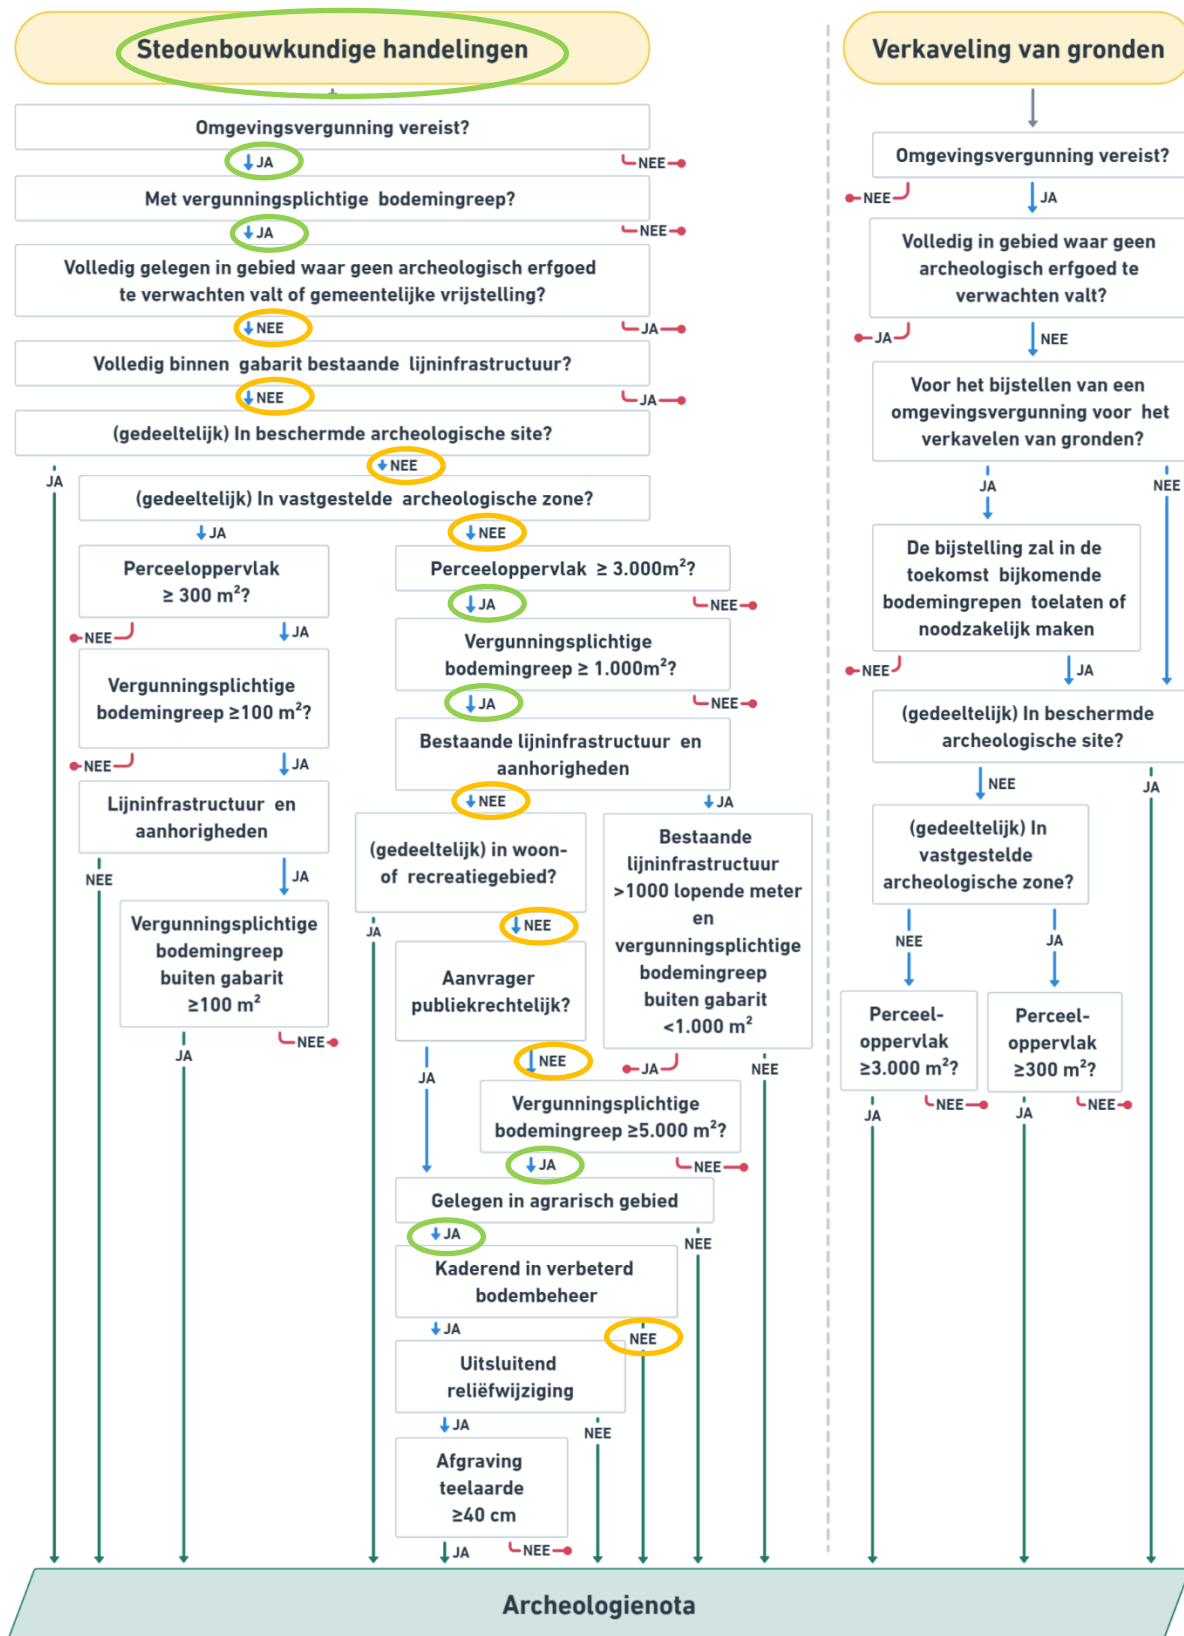 Stedenbouwkundige handelingen
Omgevingsvergunning vereist?
JA
NEE
Met vergunningsplichtige bodemingreep?
JA
NEE
Volledig gelegen in gebied waar geen archeologisch erfgoed
te verwachten valt of gemeentelijke vrijstelling?
NEE
JA
Volledig binnen gabarit bestaande lijninfrastructuur?
NEE
JA
(gedeeltelijk) In beschermde archeologische site?
JA
NEE
(gedeeltelijk) In vastgestelde archeologische zone?
JA
NEE
Perceeloppervlak
≥ 300 m²?
NEE
JA
Vergunningsplichtige
bodemingreep ≥100 m²?
NEE
JA
Lijninfrastructuur en
aanhorigheden
NEE
JA
Vergunningsplichtige
bodemingreep
buiten gabarit
≥100 m²
JA
NEE
Perceeloppervlak ≥ 3.000m²?
JA
NEE
Vergunningsplichtige
bodemingreep ≥ 1.000m²?
JA
NEE
Bestaande lijninfrastructuur en
aanhorigheden
NEE
JA
(gedeeltelijk) in woon-
of recreatiegebied?
JA
NEE
Bestaande
lijninfrastructuur
>1000 lopende meter
en
vergunningsplichtige
bodemingreep
buiten gabarit
<1.000 m²
JA
NEE
Aanvrager
publiekrechtelijk?
JA
NEE
Vergunningsplichtige
bodemingreep ≥5.000 m²?
JA
NEE
Gelegen in agrarisch gebied
JA
NEE
Kaderend in verbeterd
bodembeheer
JA
NEE
Uitsluitend
reliëfwijziging
JA
NEE
Afgraving
teelaarde
≥40 cm
JA
NEE
Verkaveling van gronden
Omgevingsvergunning vereist?
NEE
JA
Volledig in gebied waar geen
archeologisch erfgoed te
verwachten valt?
JA
NEE
Voor het bijstellen van een
omgevingsvergunning voor het
verkavelen van gronden?
JA
NEE
De bijstelling zal in de
toekomst bijkomende
bodemingrepen toelaten of
noodzakelijk maken
NEE
JA
(gedeeltelijk) In beschermde
archeologische site?
NEE
JA
(gedeeltelijk) In
vastgestelde
archeologische zone?
NEE
JA
Perceel-
oppervlak
≥3.000 m²?
JA
NEE
Perceel-
oppervlak
≥300 m²?
JA
NEE
Archeologienota